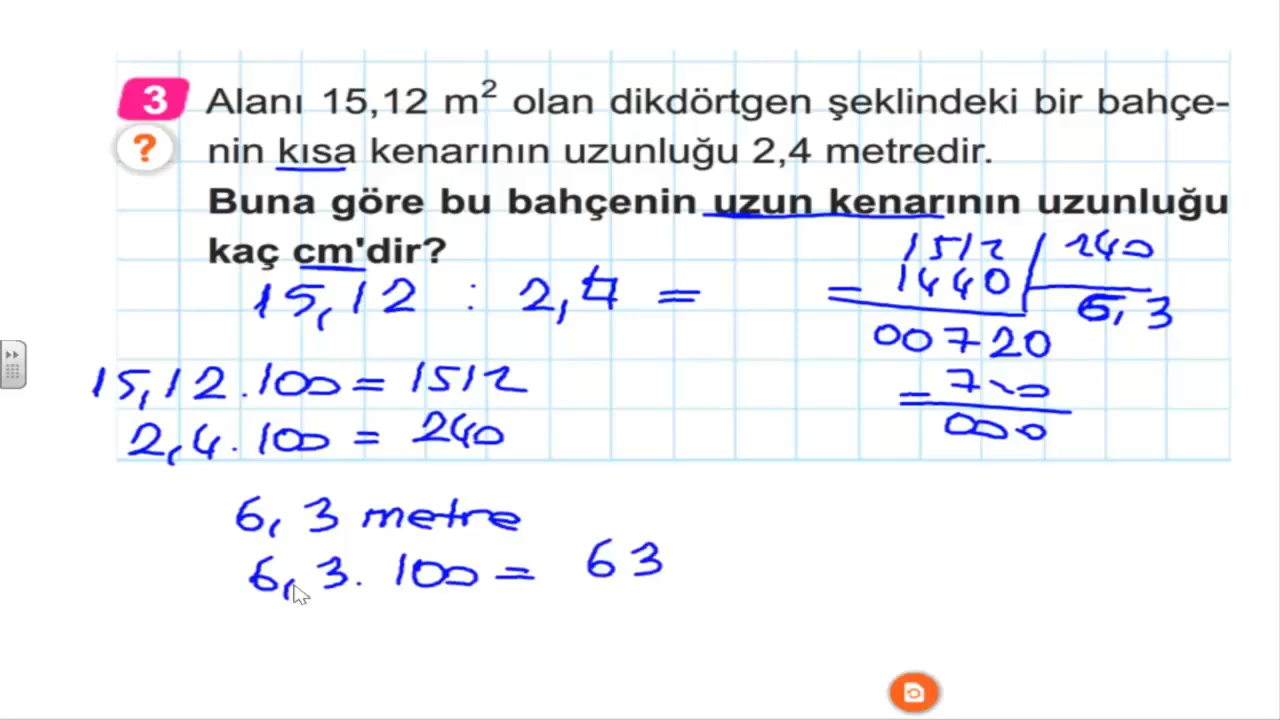 3 Alanı 15,12 m² olan dikdörtgen şeklindeki bir bahçe-
? nin kısa kenarının uzunluğu 2,4 metredir.
Buna göre bu bahçenin uzun kenarının uzunluğu
kaç cm'dir?
15,12 : 2,4 =
1512 240
- 1440 6,3
00720
- 720
000
15,12 . 100 = 1512
2,4 . 100 = 240
6,3 metre
6,3 . 100 = 63